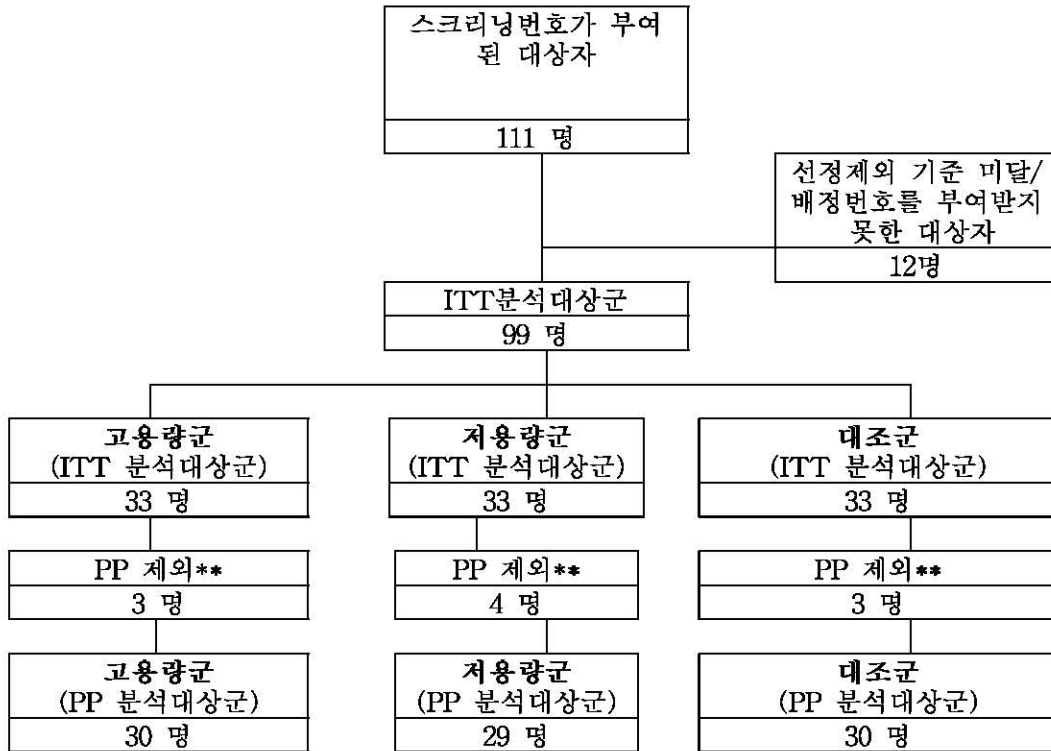 스크리닝번호가 부여
된 대상자
111 명
선정제외 기준 미달/
배정번호를 부여받지
못한 대상자
12명
ITT분석대상군
99 명
고용량군
(ITT 분석대상군)
33 명
저용량군
(ITT 분석대상군)
33 명
대조군
(ITT 분석대상군)
33 명
PP 제외**
3 명
PP 제외**
4 명
PP 제외**
3 명
고용량군
(PP 분석대상군)
30 명
저용량군
(PP 분석대상군)
29 명
대조군
(PP 분석대상군)
30 명